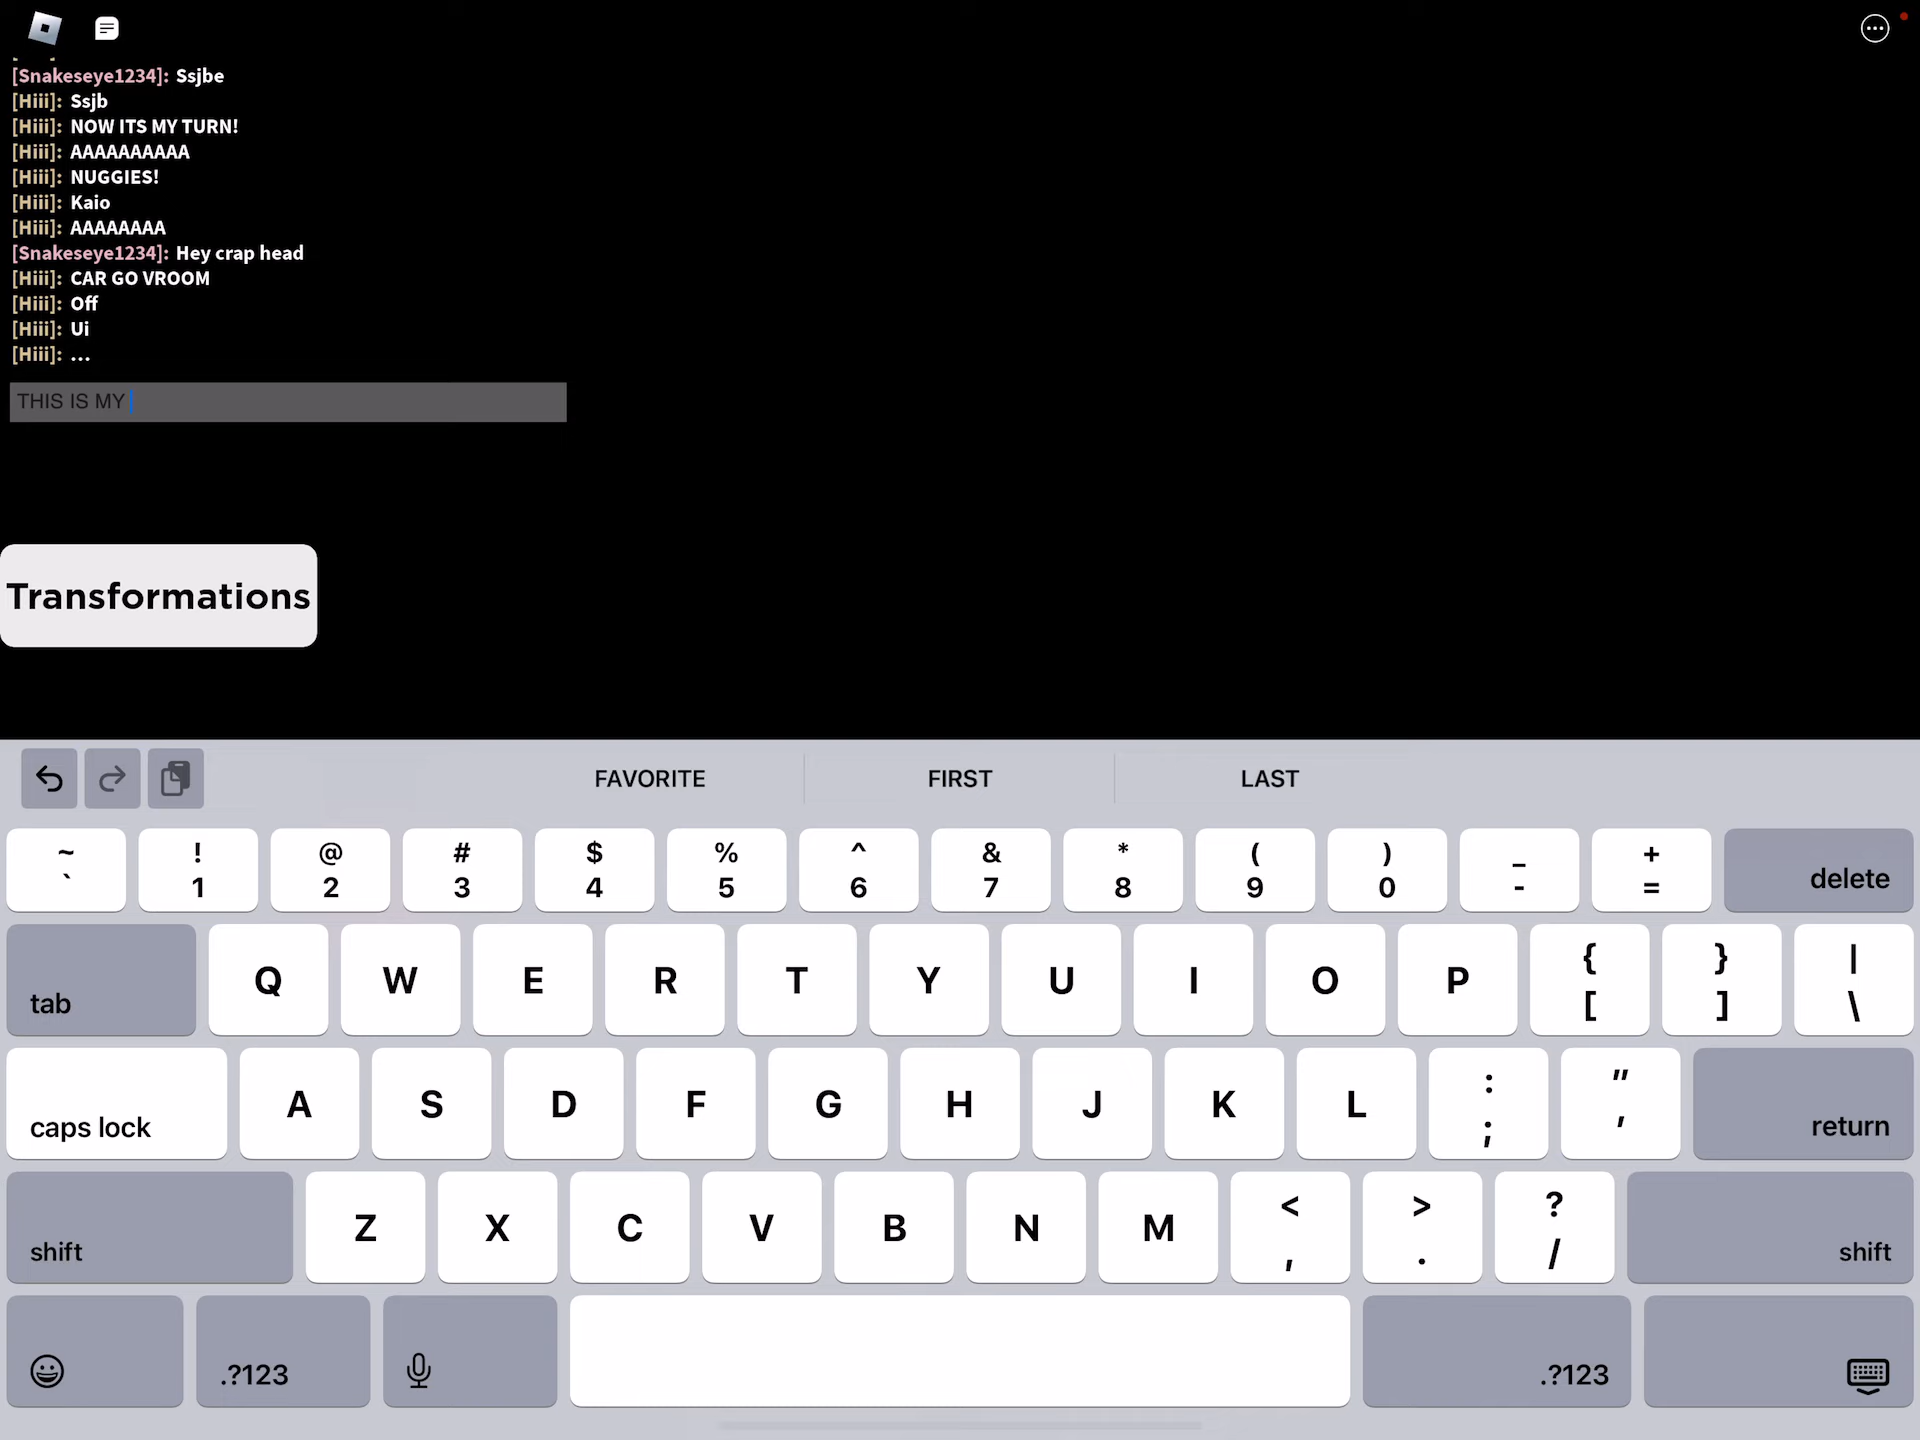 [Snakeseye1234]: Ssjbe
[Hiii]: Ssjb
[Hiii]: NOW ITS MY TURN!
[Hiii]: AAAAAAAAAA
[Hiii]: NUGGIES!
[Hiii]: Kaio
[Hiii]: AAAAAAAA
[Snakeseye1234]: Hey crap head
[Hiii]: CAR GO VROOM
[Hiii]: Off
[Hiii]: Ui
[Hiii]: ...
THIS IS MY
Transformations
FAVORITE FIRST LAST
~ ! @ # $ % ^ & * ( ) _ +
` 1 2 3 4 5 6 7 8 9 0 - = delete
tab Q W E R T Y U I O P { } |
[ ] \
caps lock A S D F G H J K L : "
; ' return
shift Z X C V B N M < > ?
, . / shift
.?123 .?123